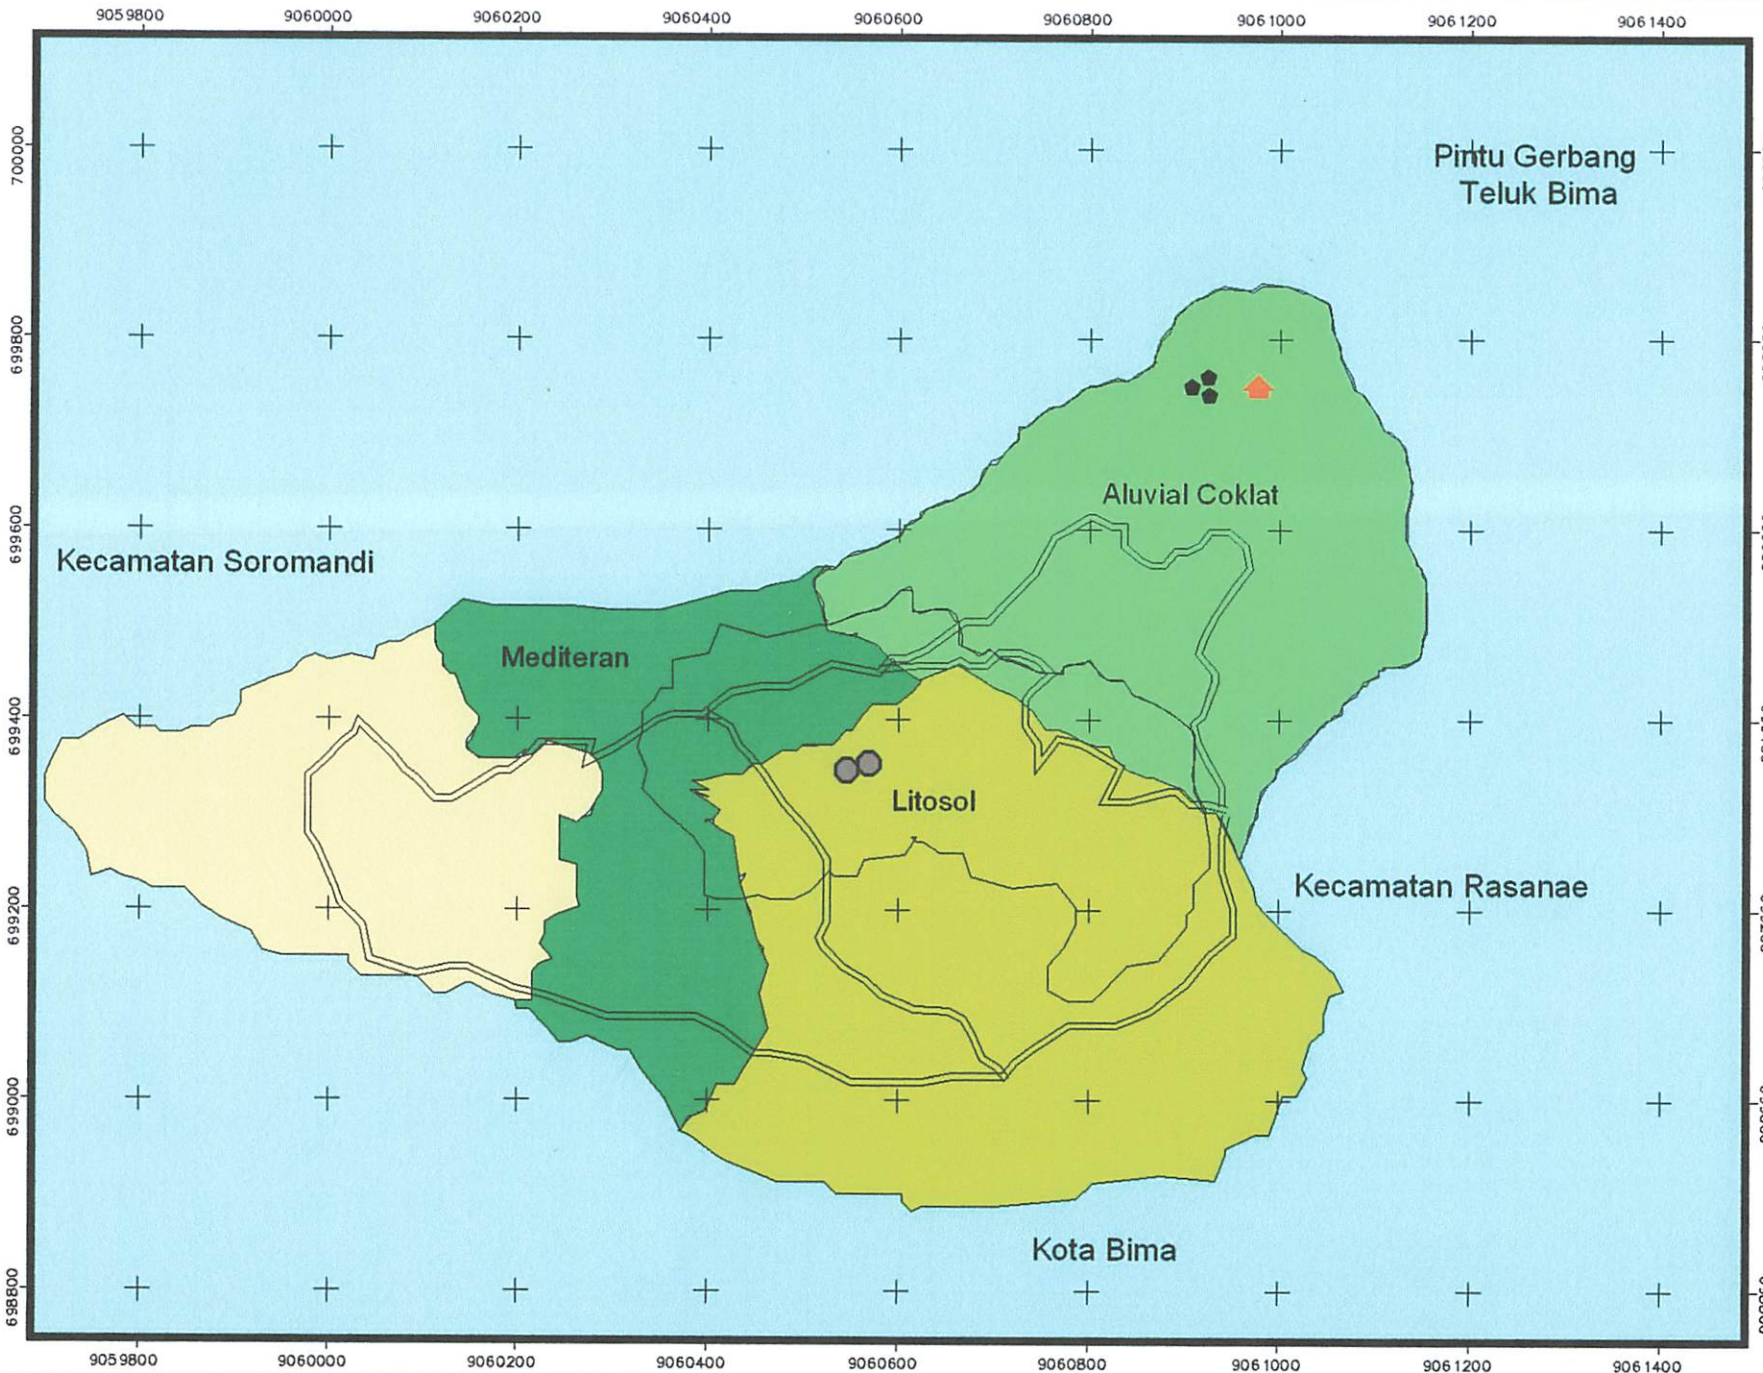 9059800 9060000 9060200 9060400 9060600 9060800 9061000 9061200 9061400
700000
Pintu Gerbang
Teluk Bima
699800
Aluvial Coklat
699600
Kecamatan Soromandi
Mediteran
699400
Litosol
Kecamatan Rasanae
699200
699000
Kota Bima
698800
9059800 9060000 9060200 9060400 9060600 9060800 9061000 9061200 9061400